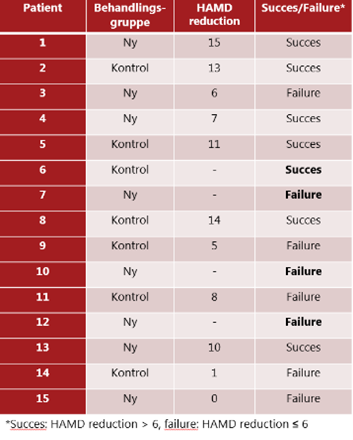 Patient Behandlings-gruppe HAMD reduction Succes/Failure*
1 Ny 15 Succes
2 Kontrol 13 Succes
3 Ny 6 Failure
4 Ny 7 Succes
5 Kontrol 11 Succes
6 Kontrol - Succes
7 Ny - Failure
8 Kontrol 14 Succes
9 Kontrol 5 Failure
10 Ny - Failure
11 Kontrol 8 Failure
12 Ny - Failure
13 Ny 10 Succes
14 Kontrol 1 Failure
15 Ny 0 Failure
*Succes: HAMD reduction > 6, failure: HAMD reduction ≤ 6